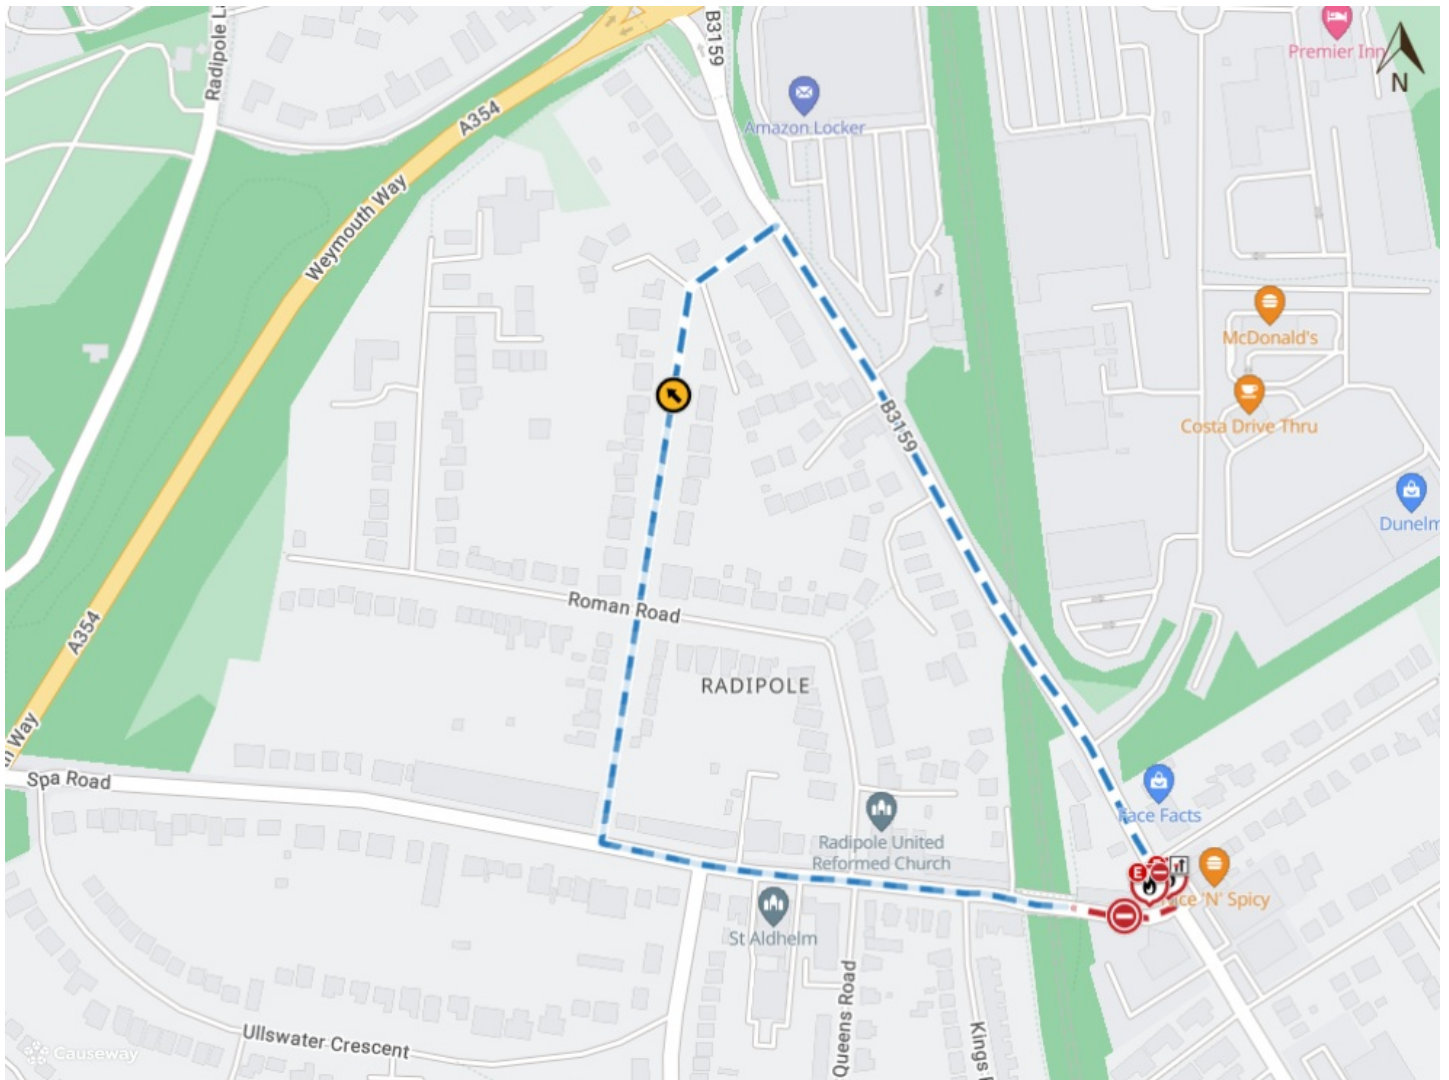 Radipole L
B3159
Premier Inn
N
A354
Amazon Locker
Weymouth Way
McDonald's
Costa Drive Thru
B3159
Dunelm
Roman Road
A354
RADIPOLE
Way
Spa Road
Face Facts
Radipole United
Reformed Church
E
'N' Spicy
St Aldhelm
Queens Road
Kings
Ullswater Crescent
Causeway